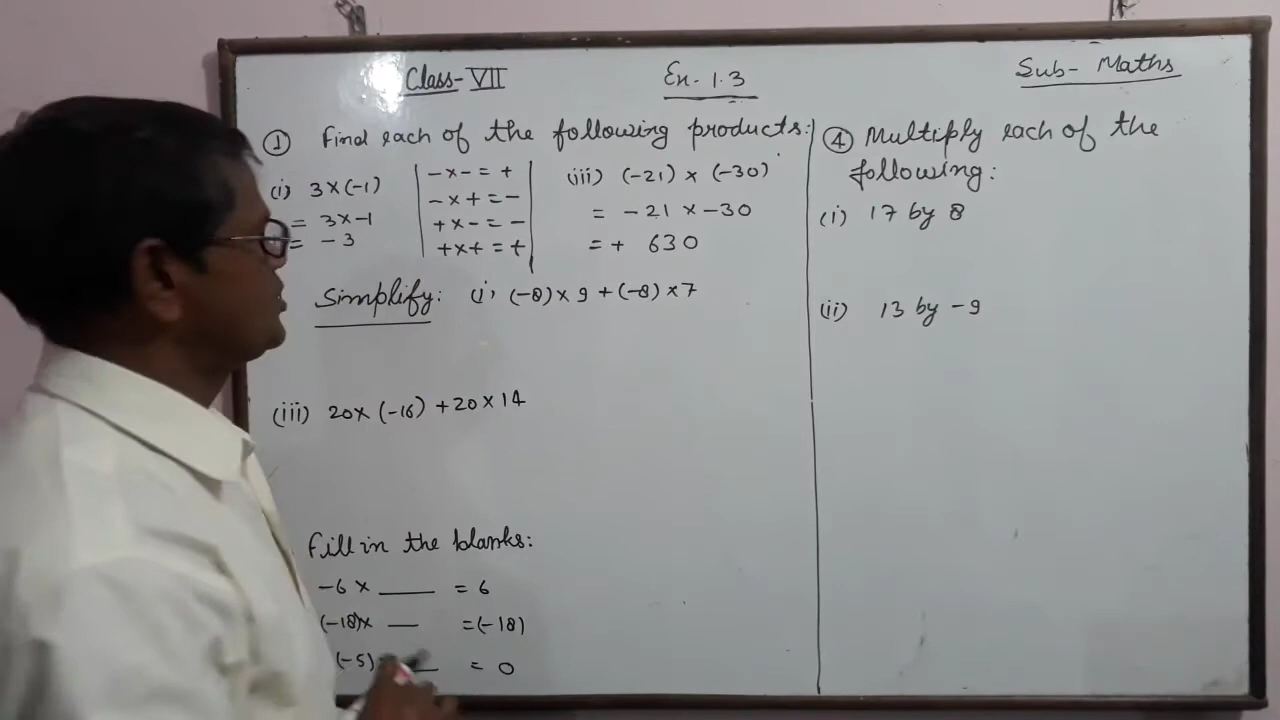 Class-VII
Ex-1.3
Sub- Maths
① Find each of the following products:
(i) 3×(-1)
= 3×-1
= -3
-×- = +
-×+ = -
+×- = -
+×+ = +
(iii) (-21) × (-30)
= -21 × -30
= + 630
Simplify: (i) (-8)×9 +(-8)×7
(iii) 20×(-16) +20×14
Fill in the blanks:
-6 × ___ = 6
(-18)× ___ =(-18)
(-5) ___ = 0
④ Multiply each of the
following:
(i) 17 by 8
(ii) 13 by -9